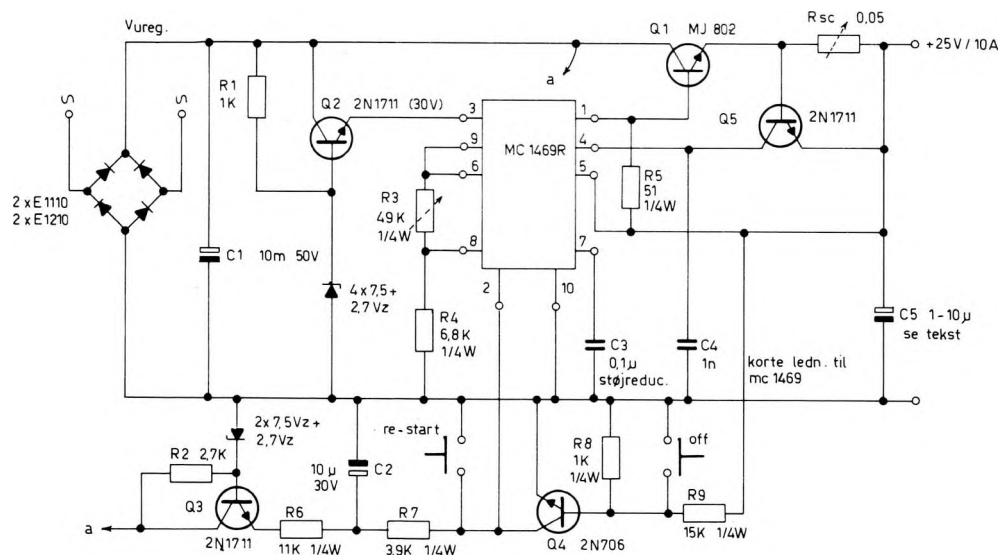 Vureg.
Q1 MJ 802
Rsc 0,05
+25V/10A
a
R1
1K
S
S
Q2 2N1711 (30V)
3
1
9
MC 1469R
4
Q5
2N1711
6
5
2 x E1110
2 x E1210
R3
49K
1/4W
R5
51
1/4W
8
7
C1 10m 50V
2
10
4 x 7,5+
2,7Vz
R4
6,8K
1/4W
C3
0,1µ
støjreduc.
C4
1n
C5 1-10µ
se tekst
korte ledn. til
mc 1469
2x 7,5Vz+
2,7Vz
re-start
off
R2 2,7K
10µ
30V
C2
R8
1K
1/4W
Q3
R6
R7
R9
a
2N1711
11K 1/4W
3,9K 1/4W
Q4 2N706
15K 1/4W